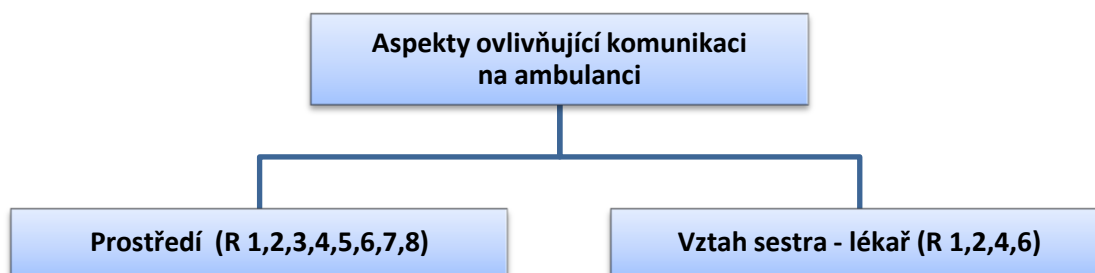 Aspekty ovlivňující komunikaci
na ambulanci
Prostředí (R 1,2,3,4,5,6,7,8)
Vztah sestra - lékař (R 1,2,4,6)